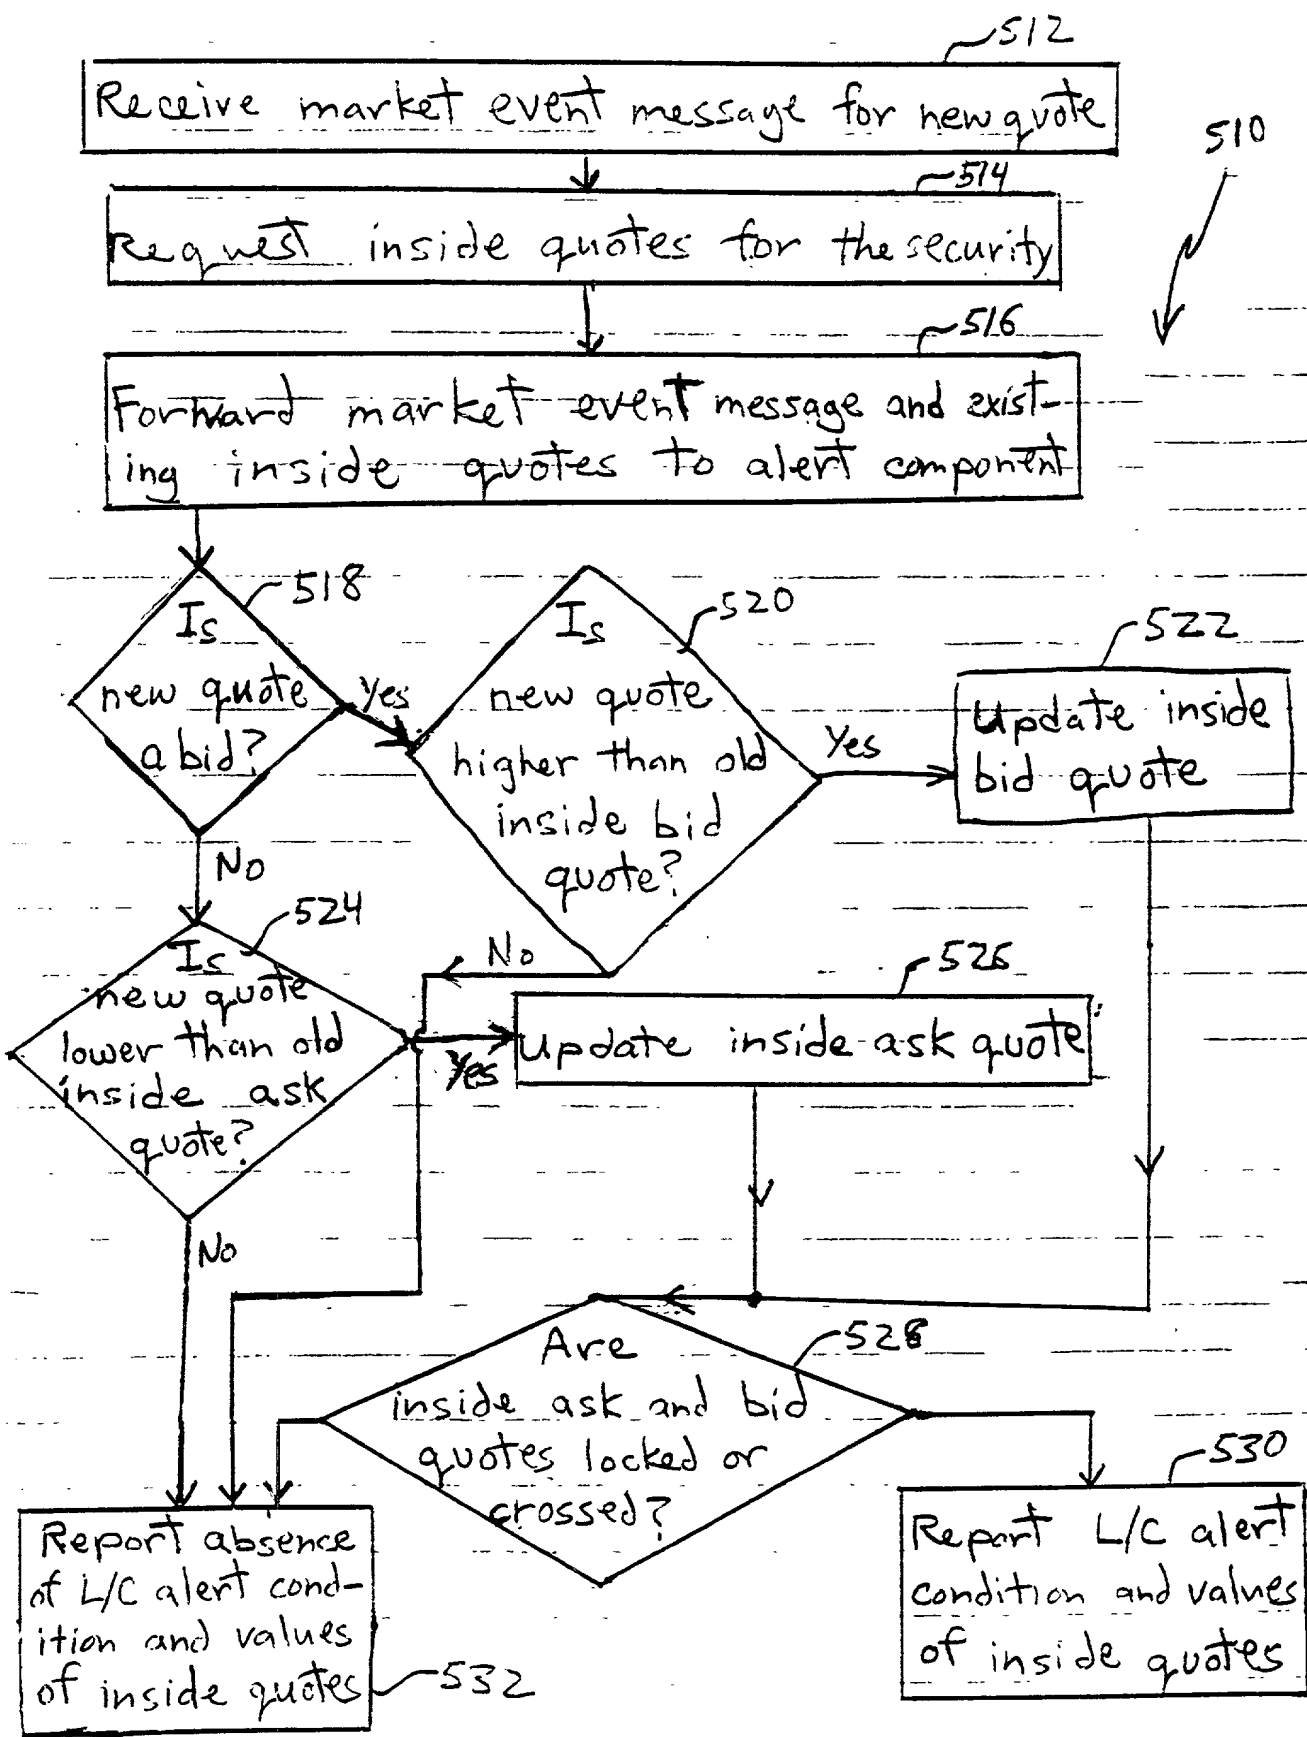 512
Receive market event message for new quote
510
514
Request inside quotes for the security
516
Forward market event message and exist-
ing inside quotes to alert component
518
Is
new quote
a bid?
Yes
520
Is
new quote
higher than old
inside bid
quote?
Yes
522
Update inside
bid quote
No
524
Is
new quote
lower than old
inside ask
quote?
No
Yes
526
Update inside ask quote
No
528
Are
inside ask and bid
quotes locked or
crossed?
530
Report L/C alert
condition and values
of inside quotes
Report absence
of L/C alert cond-
ition and values
of inside quotes
532